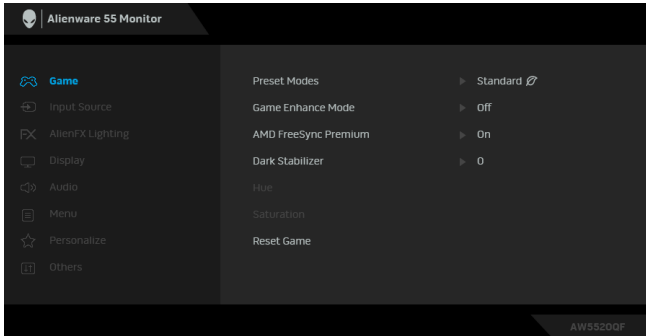 Alienware 55 Monitor
Game
Preset Modes
Standard
Input Source
Game Enhance Mode
Off
FX AlienFX Lighting
AMD FreeSync Premium
On
Display
Dark Stabilizer
0
Audio
Hue
Menu
Saturation
Personalize
Reset Game
Others
AW5520QF